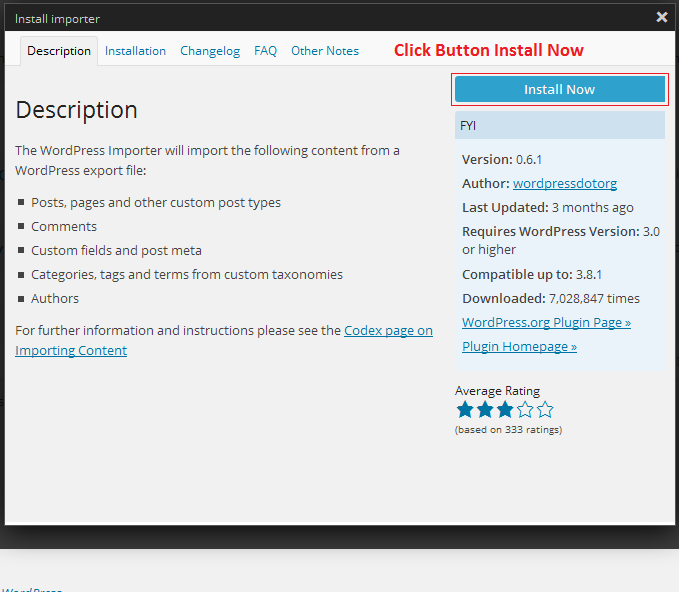 Install importer
Description Installation Changelog FAQ Other Notes
Click Button Install Now
Install Now
Description
The WordPress Importer will import the following content from a
WordPress export file:
Posts, pages and other custom post types
Comments
Custom fields and post meta
Categories, tags and terms from custom taxonomies
Authors
For further information and instructions please see the Codex page on
Importing Content
FYI
Version: 0.6.1
Author: wordpressdotorg
Last Updated: 3 months ago
Requires WordPress Version: 3.0
or higher
Compatible up to: 3.8.1
Downloaded: 7,028,847 times
WordPress.org Plugin Page »
Plugin Homepage »
Average Rating
(based on 333 ratings)
WordPress